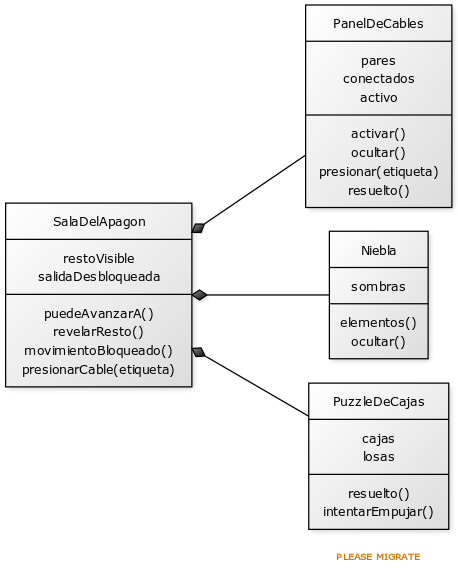 PanelDeCables
pares
conectados
activo
activar()
ocultar()
presionar(etiqueta)
resuelto()
SalaDelApagon
restoVisible
salidaDesbloqueada
puedeAvanzarA()
revelarResto()
movimientoBloqueado()
presionarCable(etiqueta)
Niebla
sombras
elementos()
ocultar()
PuzzleDeCajas
cajas
losas
resuelto()
intentarEmpujar()
PLEASE MIGRATE